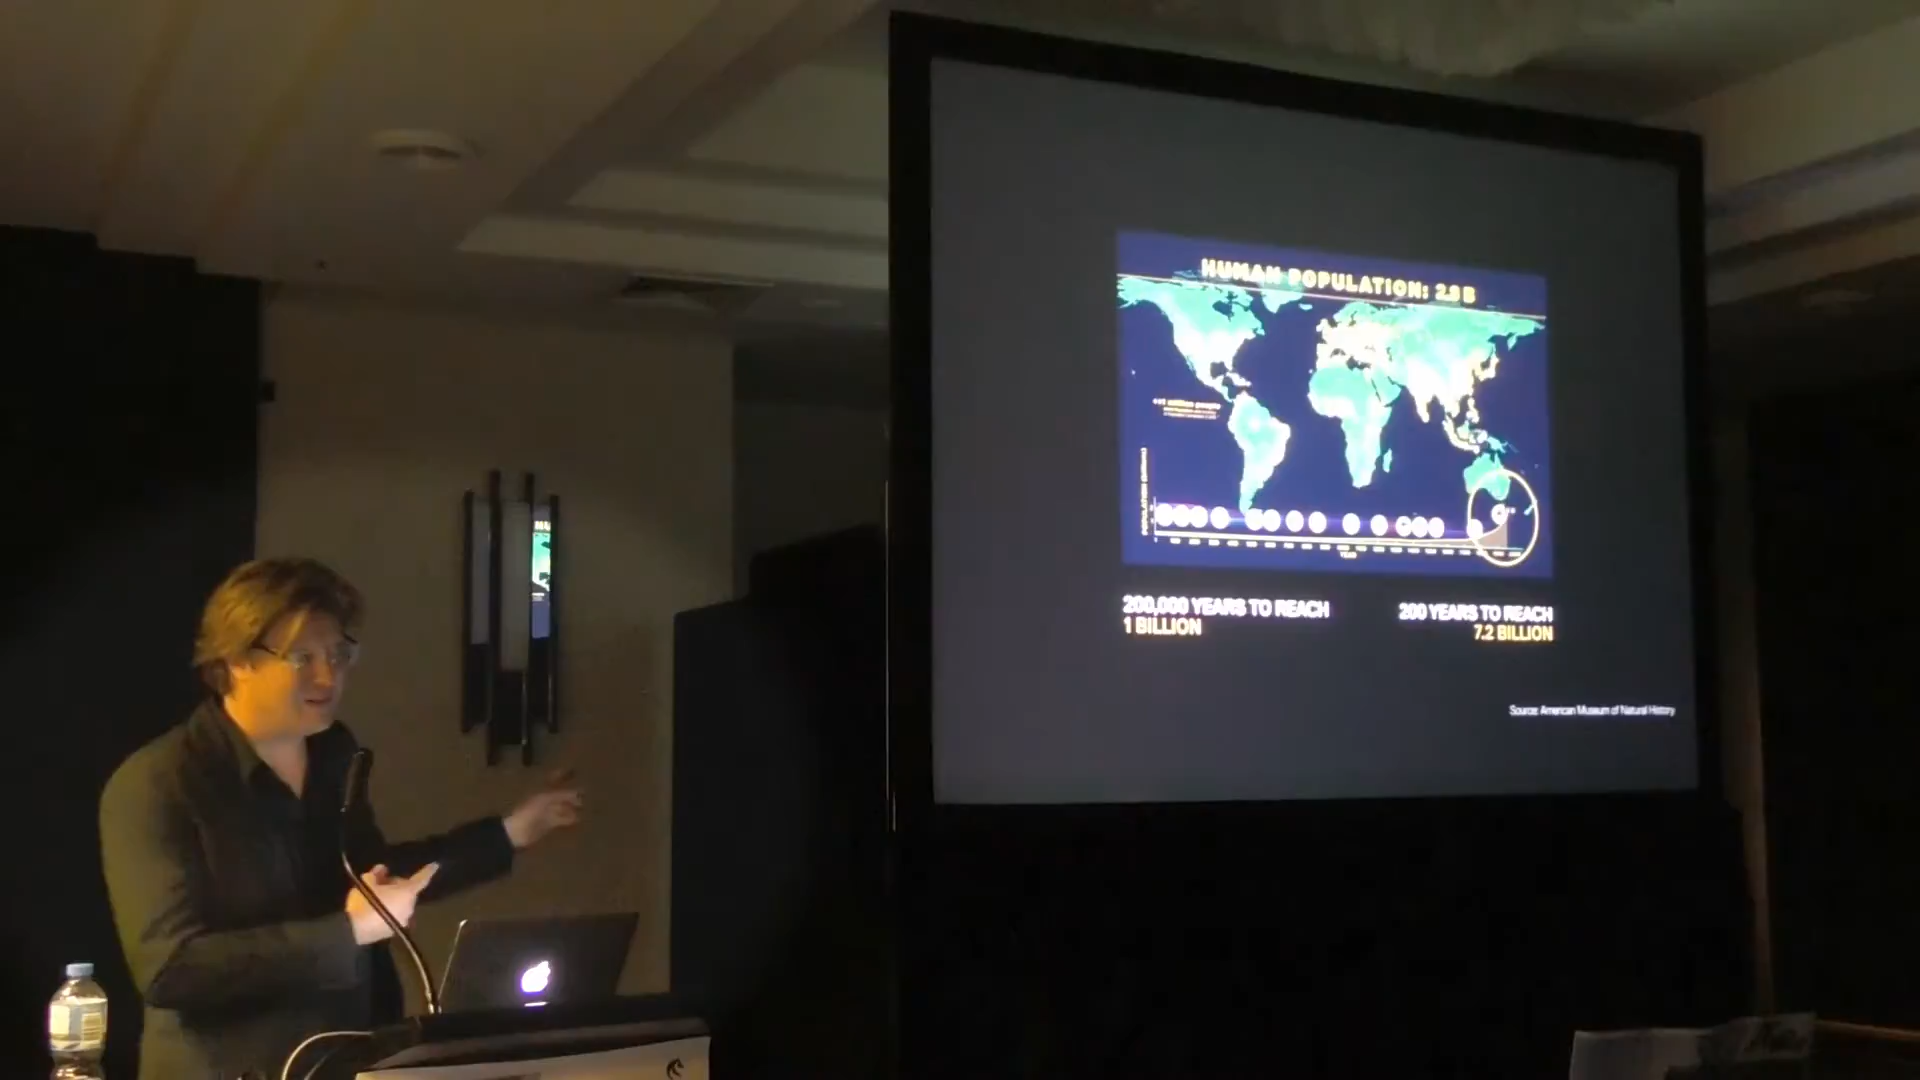 HUMAN POPULATION: 2.9 B
YEAR
200,000 YEARS TO REACH
1 BILLION
200 YEARS TO REACH
7.2 BILLION
Source: American Museum of Natural History